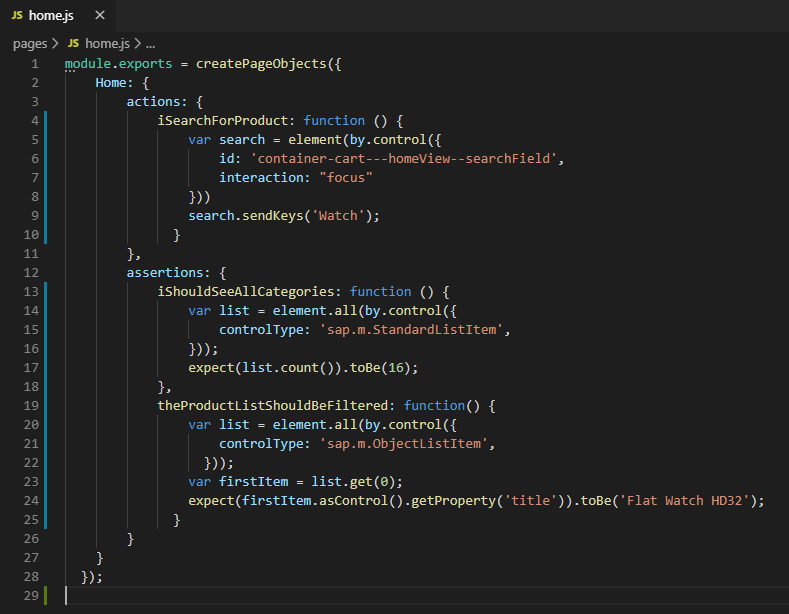 JS home.js ×
pages > JS home.js > ...
1 module.exports = createPageObjects({
2     Home: {
3         actions: {
4             iSearchForProduct: function () {
5                 var search = element(by.control({
6                     id: 'container-cart---homeView--searchField',
7                     interaction: "focus"
8                 }))
9                 search.sendKeys('Watch');
10               }
11         },
12         assertions: {
13             iShouldSeeAllCategories: function () {
14                 var list = element.all(by.control({
15                     controlType: 'sap.m.StandardListItem',
16                 }));
17                 expect(list.count()).toBe(16);
18             },
19             theProductListShouldBeFiltered: function() {
20                 var list = element.all(by.control({
21                     controlType: 'sap.m.ObjectListItem',
22                   }));
23                 var firstItem = list.get(0);
24                 expect(firstItem.asControl().getProperty('title')).toBe('Flat Watch HD32');
25               }
26         }
27     }
28   });
29